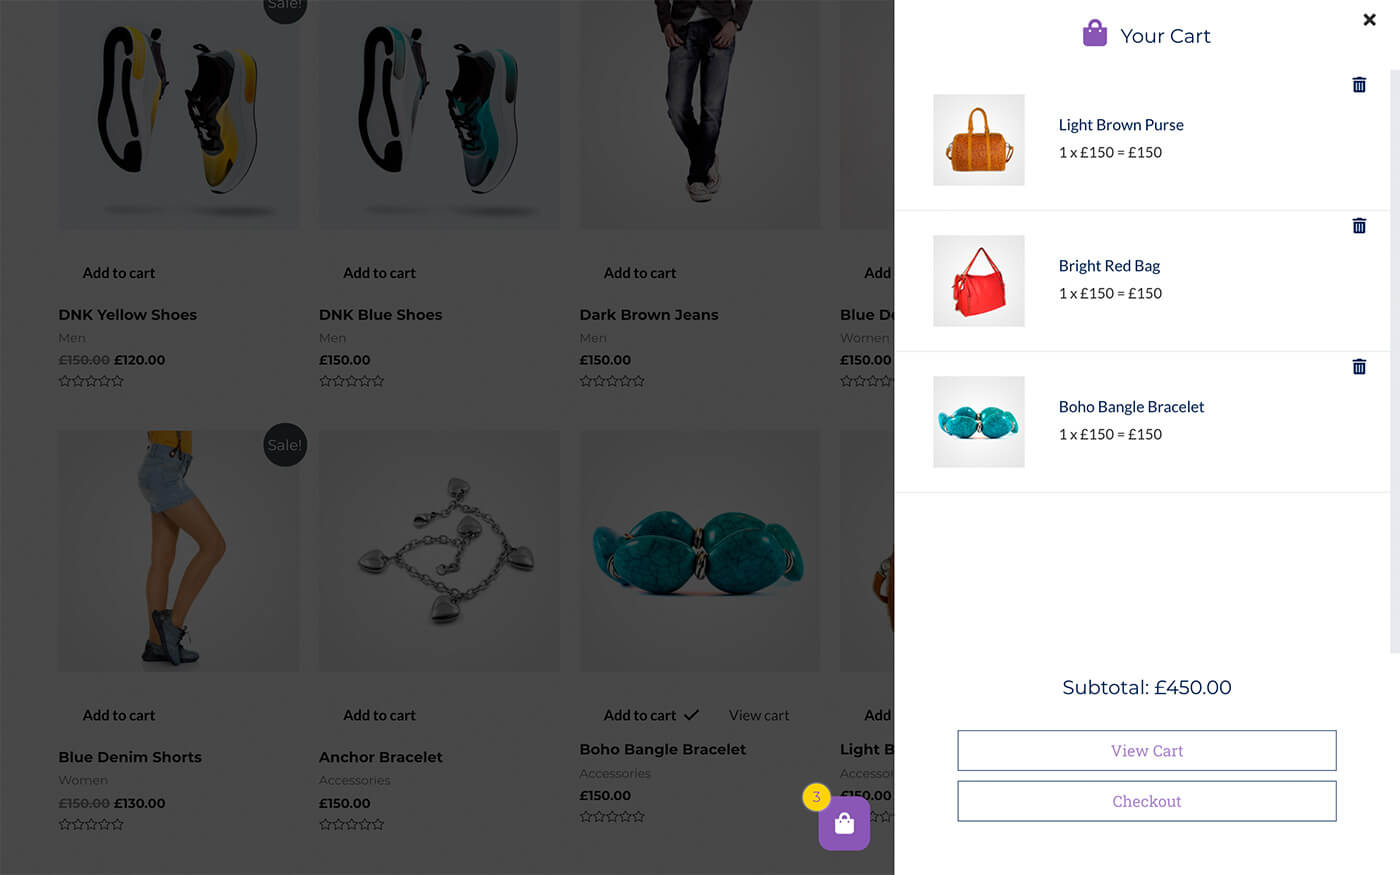 Sale!
Add to cart
DNK Yellow Shoes
Men
£150.00 £120.00
Add to cart
DNK Blue Shoes
Men
£150.00
Add to cart
Dark Brown Jeans
Men
£150.00
Add
Blue De
Women
£150.00
Sale!
Add to cart
Blue Denim Shorts
Women
£150.00 £130.00
Add to cart
Anchor Bracelet
Accessories
£150.00
Add to cart View cart
Boho Bangle Bracelet
Accessories
£150.00
Add
Light B
Accessor
£150.00
3
Your Cart
Light Brown Purse
1 x £150 = £150
Bright Red Bag
1 x £150 = £150
Boho Bangle Bracelet
1 x £150 = £150
Subtotal: £450.00
View Cart
Checkout